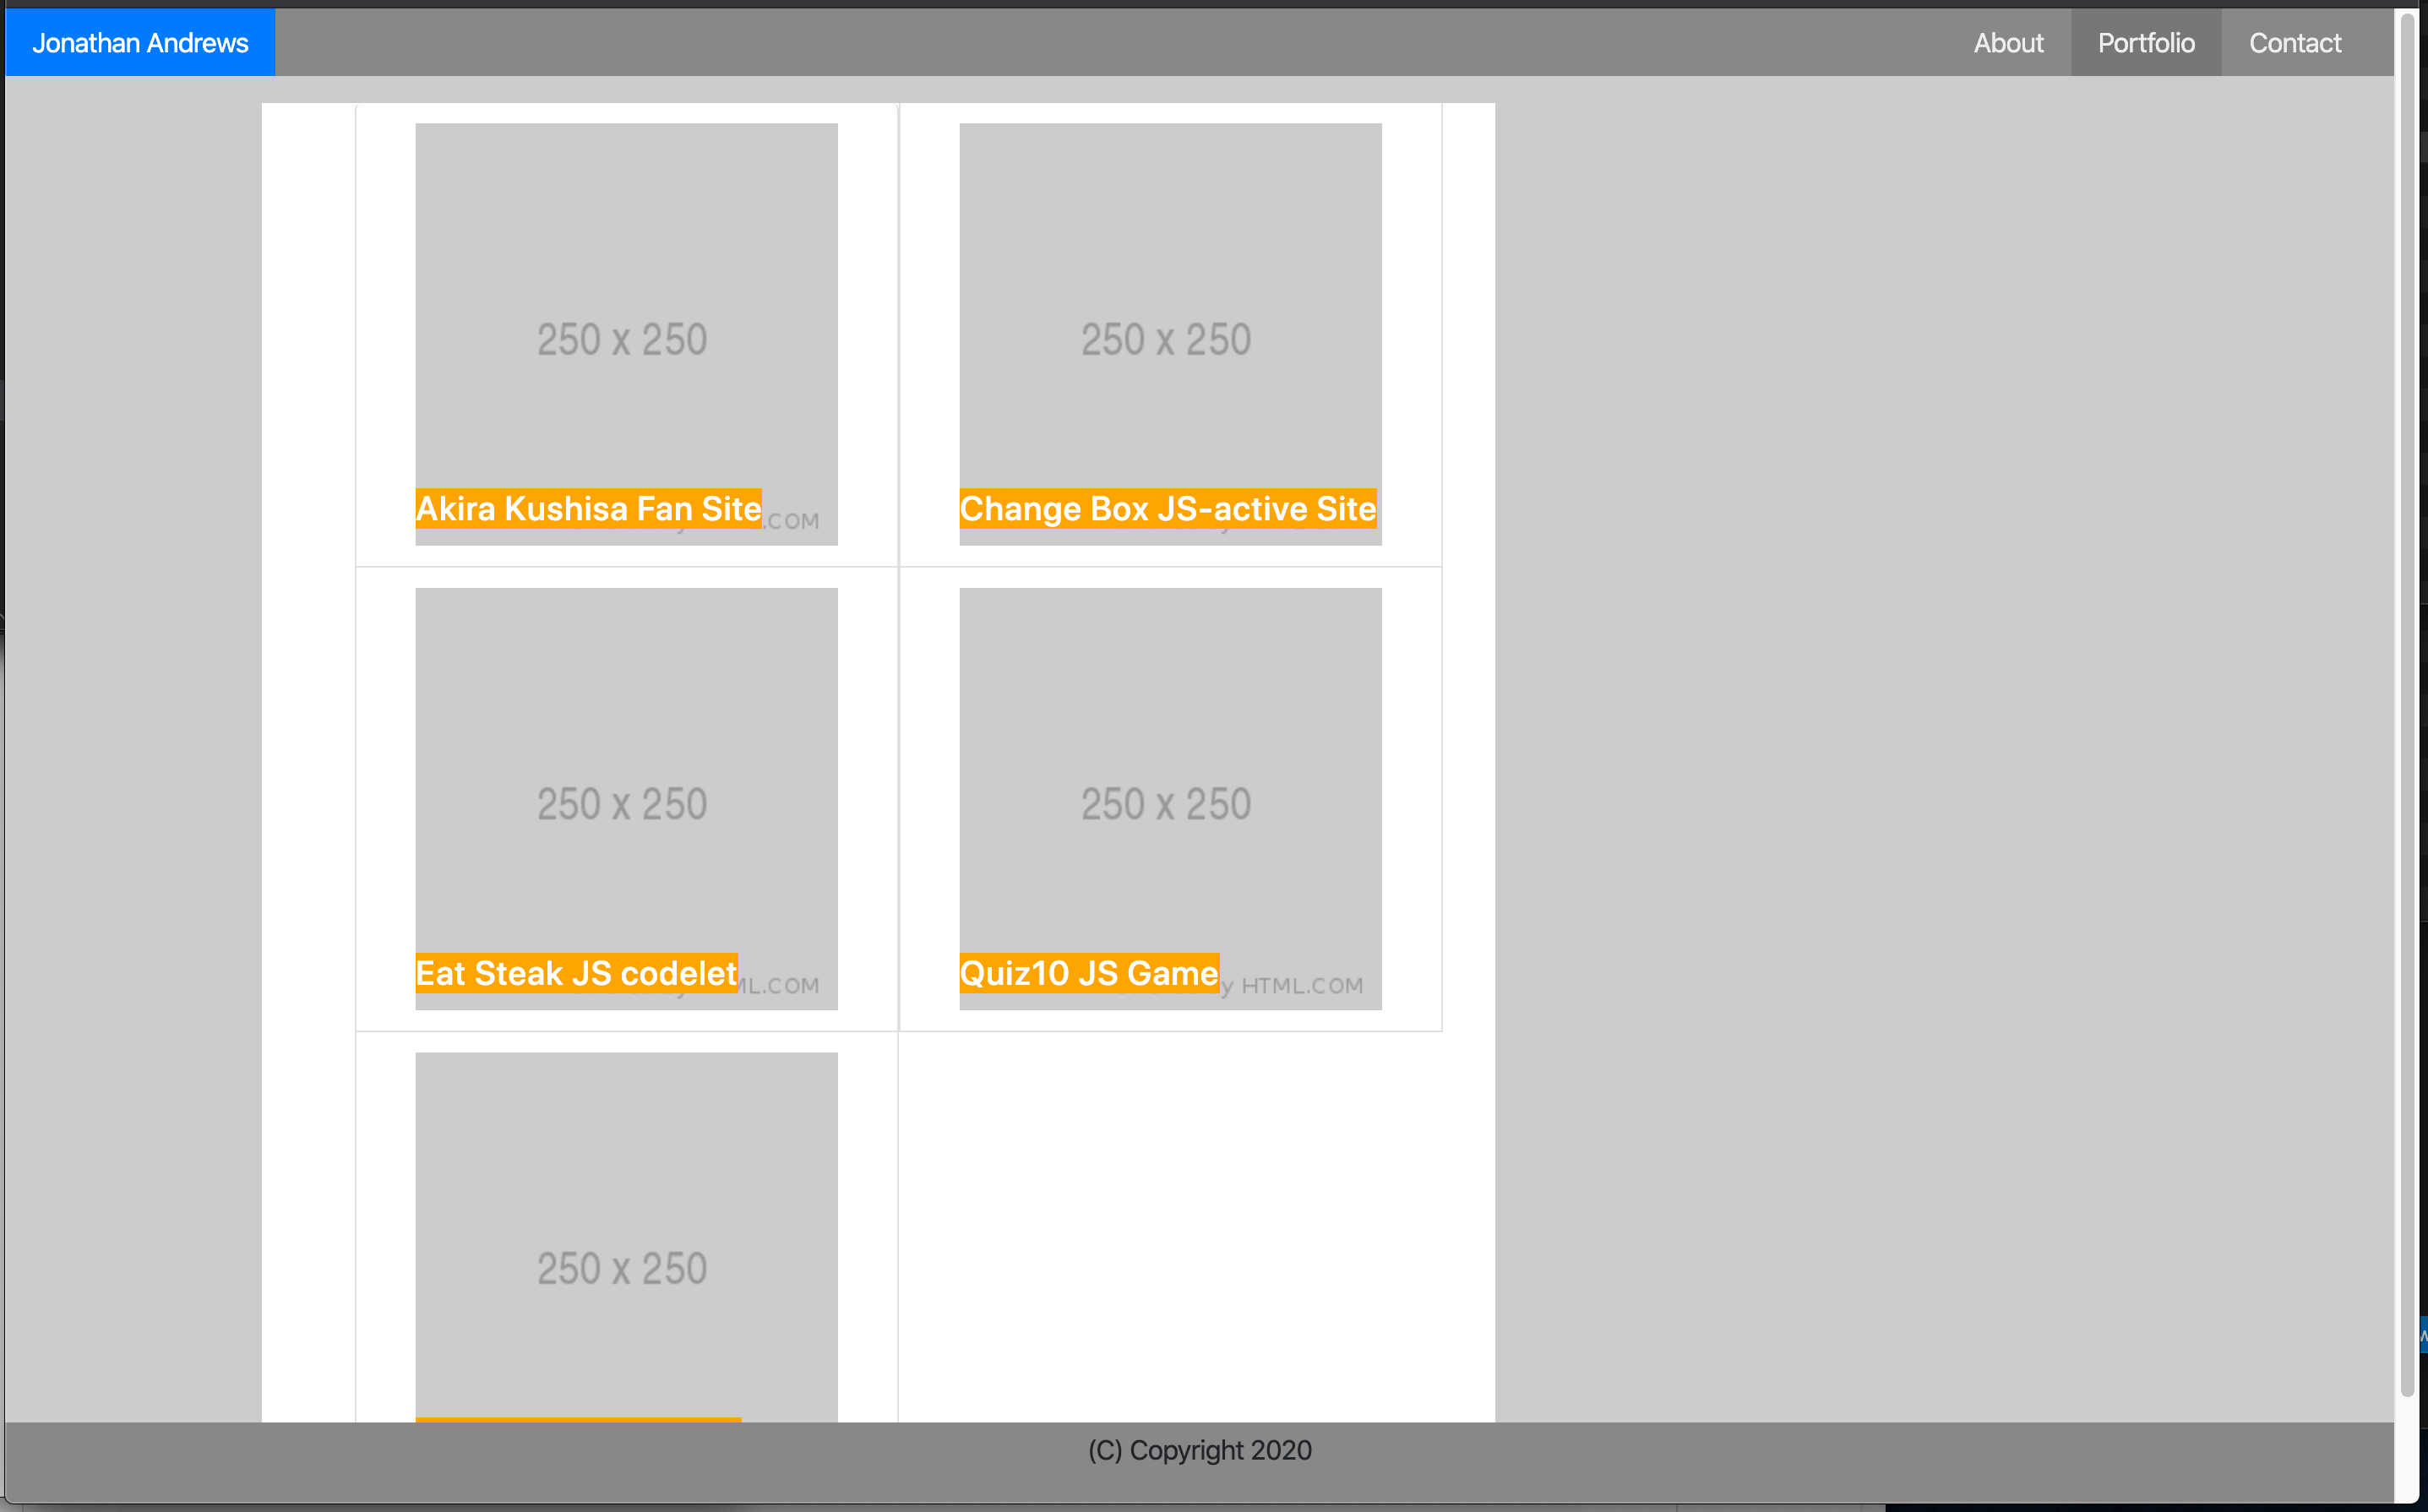 Jonathan Andrews
About
Portfolio
Contact
250 x 250
250 x 250
Akira Kushisa Fan Site
.COM
Change Box JS-active Site
250 x 250
250 x 250
Eat Steak JS codelet
ML.COM
Quiz10 JS Game
y HTML.COM
250 x 250
(C) Copyright 2020